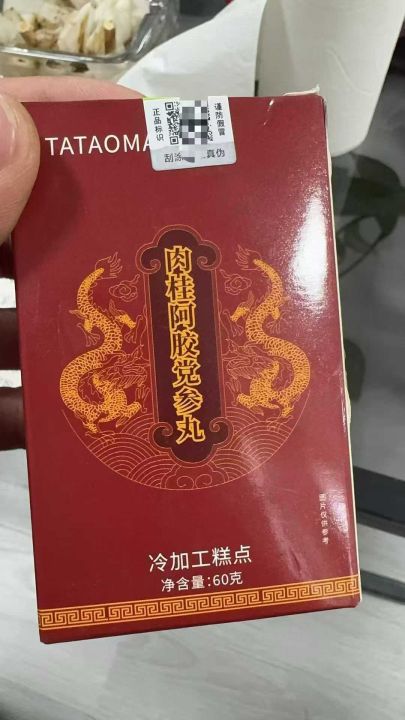 TATAOMA
正品标识
谨防假冒
刮涂
真伪
肉桂阿胶党参丸
图片仅供参考
冷加工糕点
净含量:60克